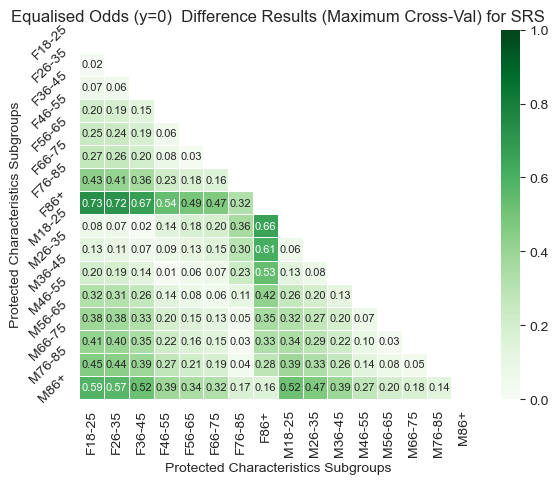 Equalised Odds (y=0) Difference Results (Maximum Cross-Val) for SRS
Protected Characteristics Subgroups
F18-25
F26-35 0.02
F36-45 0.07 0.06
F46-55 0.20 0.19 0.15
F56-65 0.25 0.24 0.19 0.06
F66-75 0.27 0.26 0.20 0.08 0.03
F76-85 0.43 0.41 0.36 0.23 0.18 0.16
F86+ 0.73 0.72 0.67 0.54 0.49 0.47 0.32
M18-25 0.08 0.07 0.02 0.14 0.18 0.20 0.36 0.66
M26-35 0.13 0.11 0.07 0.09 0.13 0.15 0.30 0.61 0.06
M36-45 0.20 0.19 0.14 0.01 0.06 0.07 0.23 0.53 0.13 0.08
M46-55 0.32 0.31 0.26 0.14 0.08 0.06 0.11 0.42 0.26 0.20 0.13
M56-65 0.38 0.38 0.33 0.20 0.15 0.13 0.05 0.35 0.32 0.27 0.20 0.07
M66-75 0.41 0.40 0.35 0.22 0.16 0.15 0.03 0.33 0.34 0.29 0.22 0.10 0.03
M76-85 0.45 0.44 0.39 0.27 0.21 0.19 0.04 0.28 0.39 0.33 0.26 0.14 0.08 0.05
M86+ 0.59 0.57 0.52 0.39 0.34 0.32 0.17 0.16 0.52 0.47 0.39 0.27 0.20 0.18 0.14
F18-25 F26-35 F36-45 F46-55 F56-65 F66-75 F76-85 F86+ M18-25 M26-35 M36-45 M46-55 M56-65 M66-75 M76-85 M86+
Protected Characteristics Subgroups
1.0
0.8
0.6
0.4
0.2
0.0